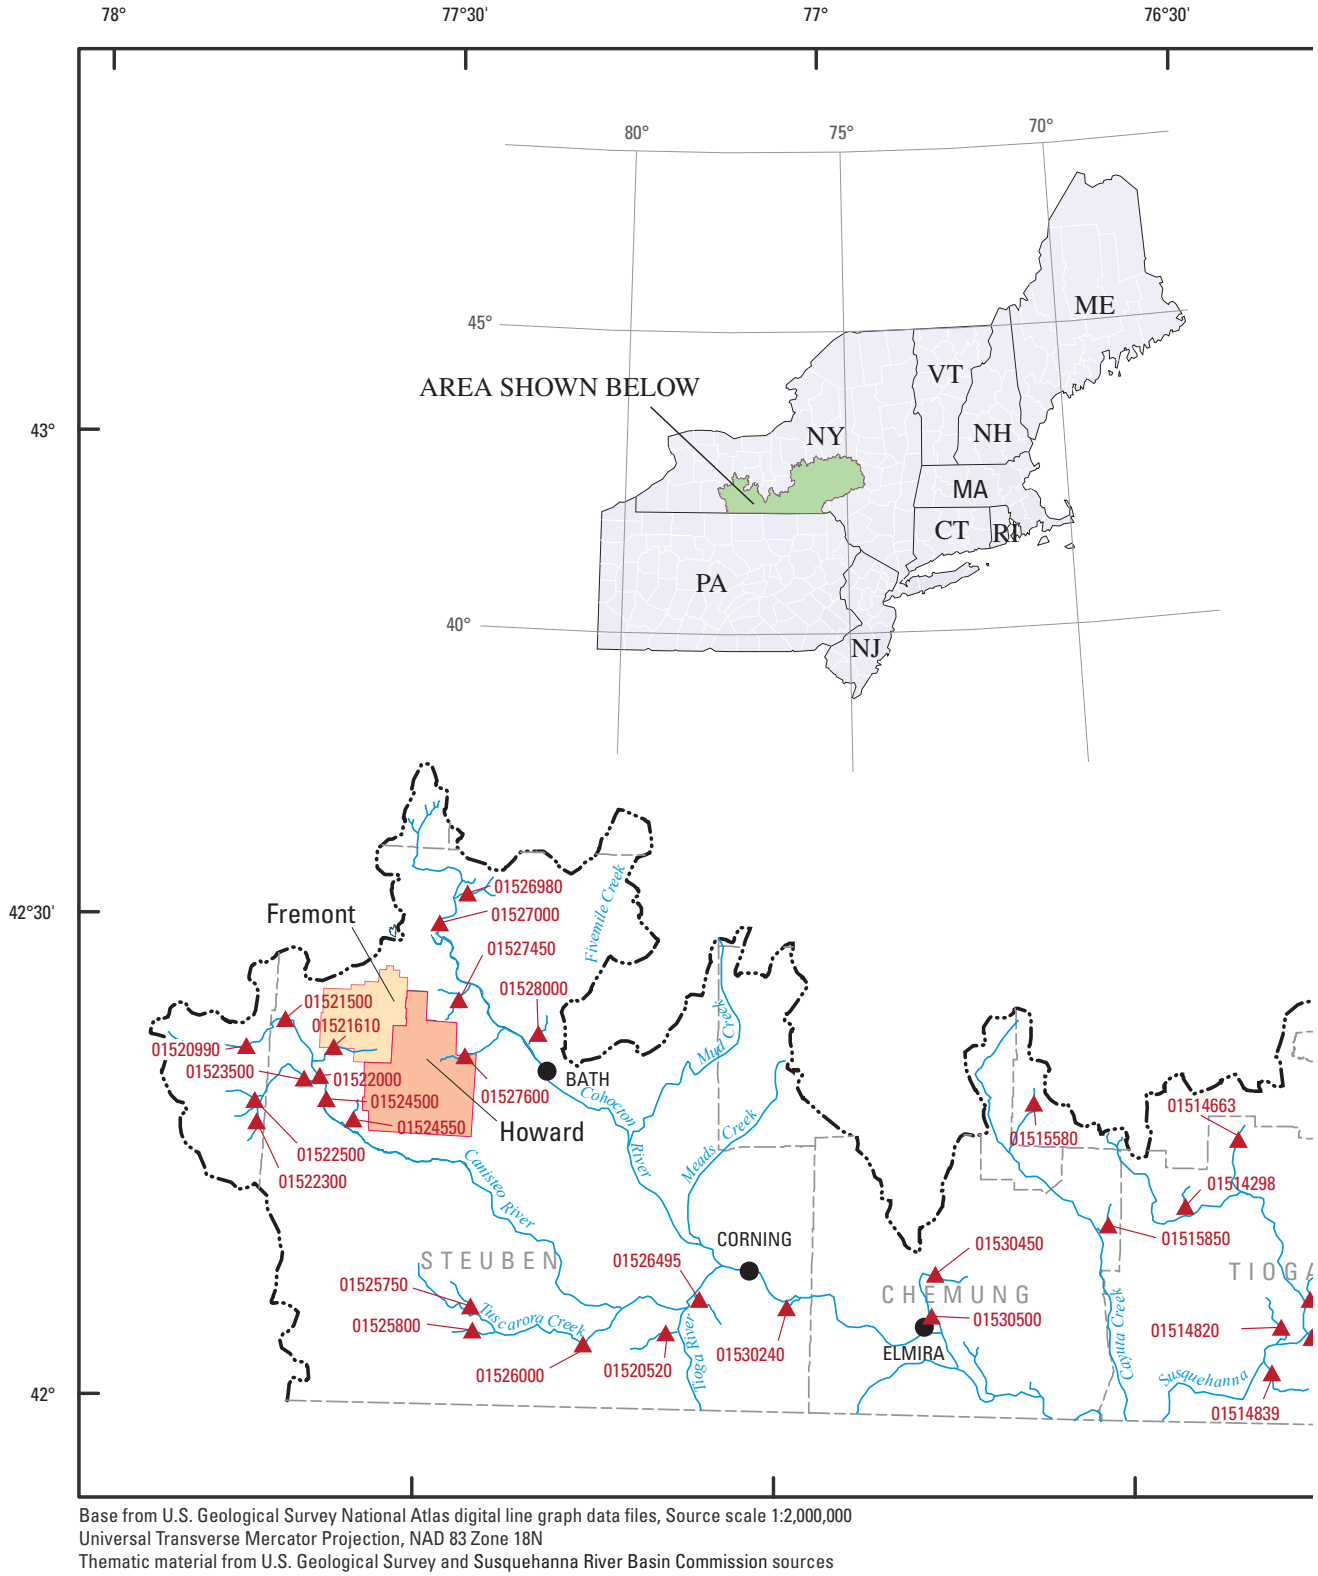 78°
77°30'
77°
76°30'
80°
75°
70°
45°
ME
VT
AREA SHOWN BELOW
43°
NY
NH
MA
CT
RI
PA
40°
NJ
01526980
Fivemile Creek
42°30'
Fremont
01527000
01527450
01528000
01521500
01521610
Mud Creek
01520990
01523500
01522000
BATH
01527600
Cohocton
River
01524500
01524550
Howard
Meads Creek
01514663
01515580
01522500
01522300
Canisteo River
01514298
01515850
CORNING
01530450
STEUBEN
01526495
TIOGA
01525750
CHEMUNG
Tuscarora Creek
01525800
01530500
01514820
ELMIRA
01530240
Tioga River
01520520
01526000
Cayuta Creek
Susquehanna
42°
01514839
Base from U.S. Geological Survey National Atlas digital line graph data files, Source scale 1:2,000,000
Universal Transverse Mercator Projection, NAD 83 Zone 18N
Thematic material from U.S. Geological Survey and Susquehanna River Basin Commission sources